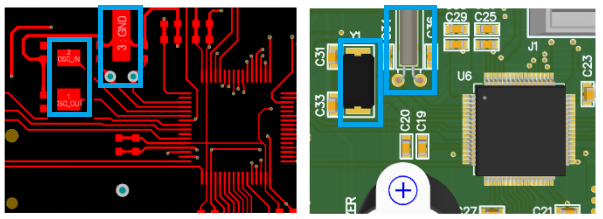 3 : GND
2
OSC_IN
1
OSC_OUT
C31
Y1
C36
C29
C25
J1
U6
C23
C33
C20
C19
C27
C21